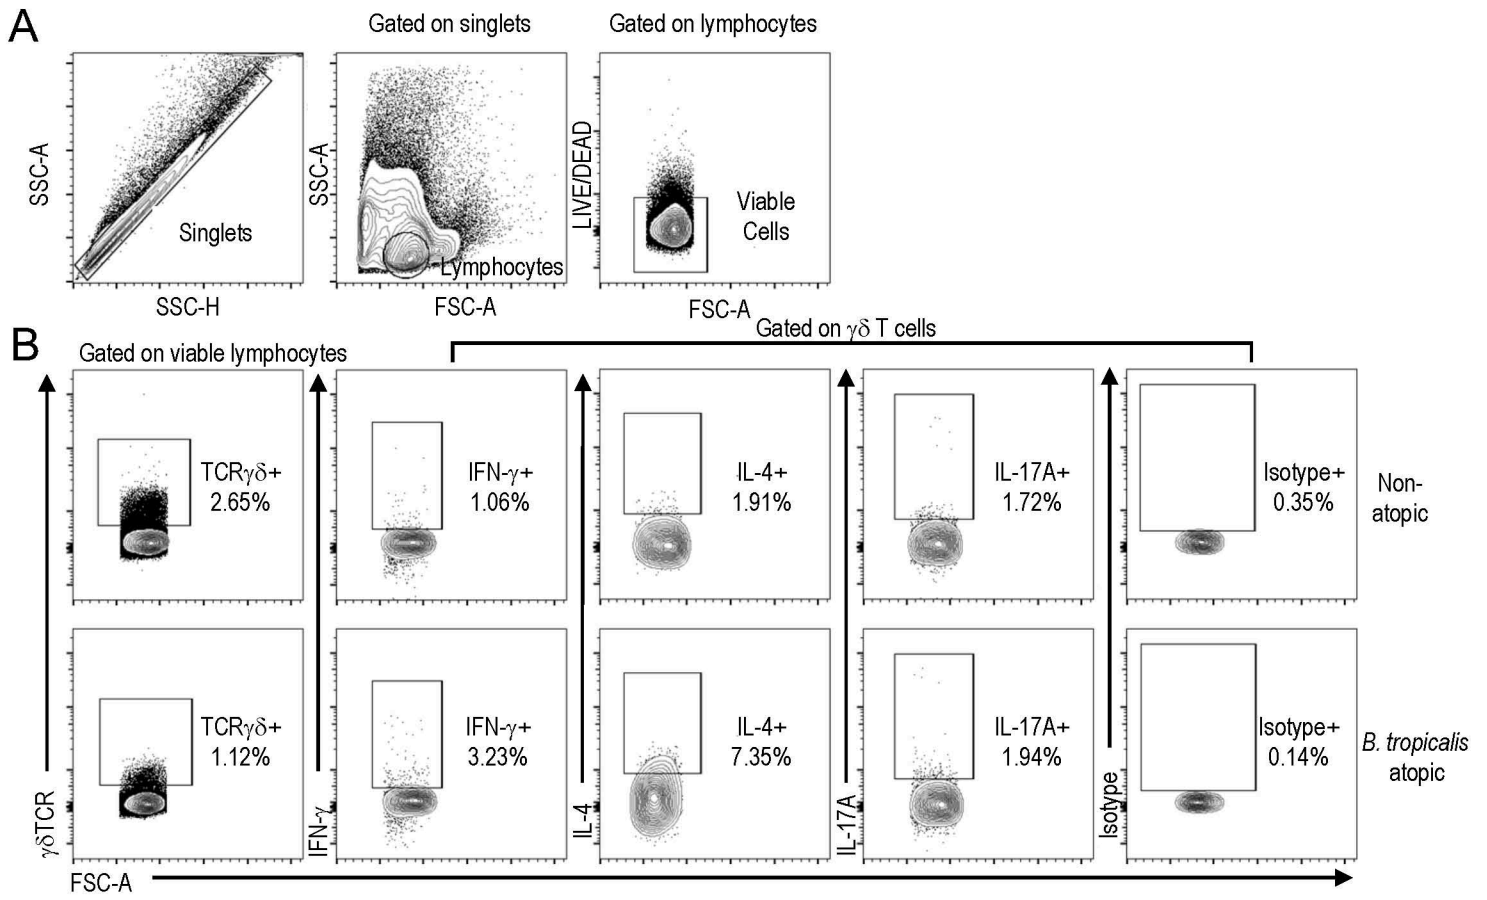 A
Gated on singlets
Gated on lymphocytes
SSC-A
Singlets
SSC-H
SSC-A
Lymphocytes
FSC-A
LIVE/DEAD
Viable
Cells
FSC-A
B
Gated on viable lymphocytes
Gated on γδ T cells
TCRγδ+
2.65%
IFN-γ+
1.06%
IL-4+
1.91%
IL-17A+
1.72%
Isotype+
0.35%
Non-
atopic
TCRγδ+
1.12%
IFN-γ+
3.23%
IL-4+
7.35%
IL-17A+
1.94%
Isotype+
0.14%
B. tropicalis
atopic
γδTCR
IFN-γ
IL-4
IL-17A
Isotype
FSC-A